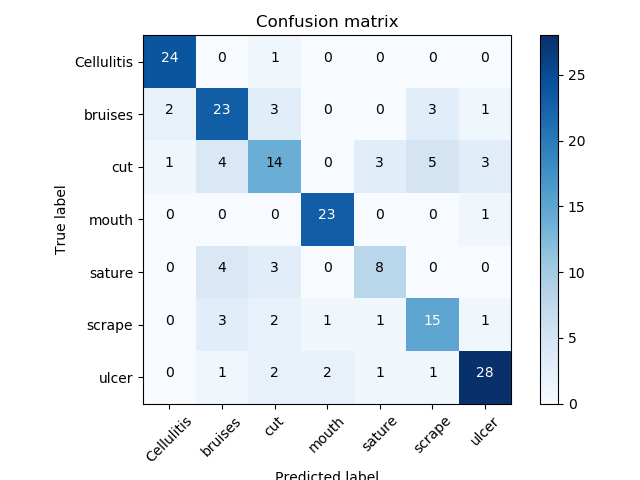 Confusion matrix
True label
Cellulitis 24 0 1 0 0 0 0
bruises 2 23 3 0 0 3 1
cut 1 4 14 0 3 5 3
mouth 0 0 0 23 0 0 1
sature 0 4 3 0 8 0 0
scrape 0 3 2 1 1 15 1
ulcer 0 1 2 2 1 1 28
Cellulitis bruises cut mouth sature scrape ulcer
Predicted label
25
20
15
10
5
0